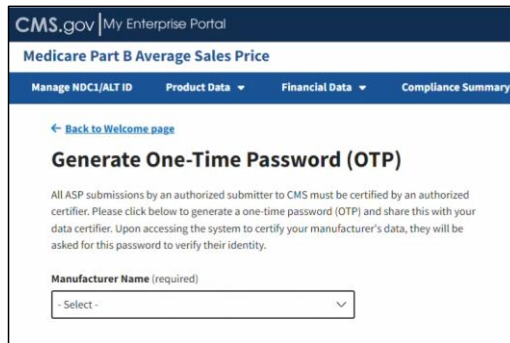 CMS.gov My Enterprise Portal
Medicare Part B Average Sales Price
Manage NDC1/ALT ID Product Data Financial Data Compliance Summary
← Back to Welcome page
Generate One-Time Password (OTP)
All ASP submissions by an authorized submitter to CMS must be certified by an authorized
certifier. Please click below to generate a one-time password (OTP) and share this with your
data certifier. Upon accessing the system to certify your manufacturer's data, they will be
asked for this password to verify their identity.
Manufacturer Name (required)
- Select -